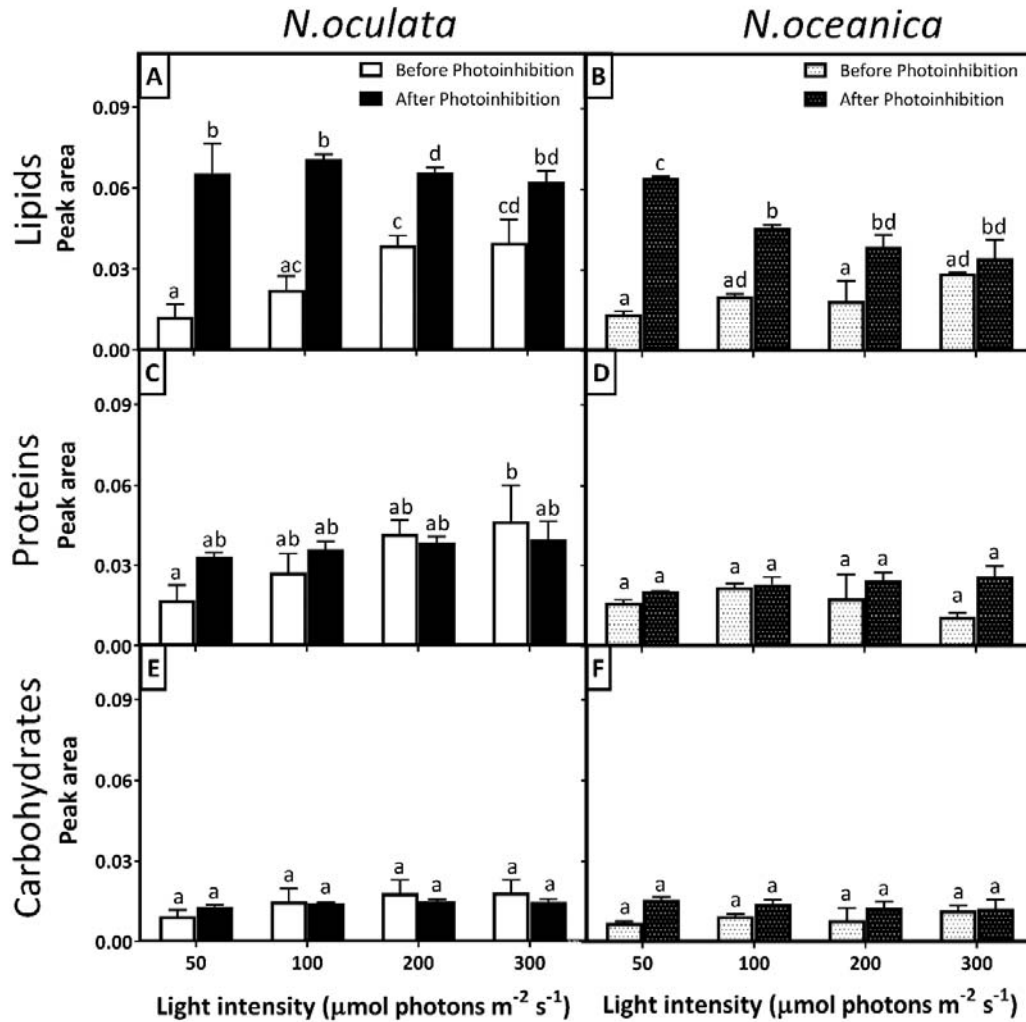 N.oculata
N.oceanica
A
Before Photoinhibition
After Photoinhibition
B
Before Photoinhibition
After Photoinhibition
Lipids
Peak area
0.09
0.06
0.03
0.00
a b ac b c d cd bd
a c ad b a bd ad bd
C
D
Proteins
Peak area
0.09
0.06
0.03
0.00
a ab ab ab ab ab b ab
a a a a a a a a
E
F
Carbohydrates
Peak area
0.09
0.06
0.03
0.00
a a a a a a a a
a a a a a a a a
50 100 200 300
50 100 200 300
Light intensity (μmol photons m⁻² s⁻¹)
Light intensity (μmol photons m⁻² s⁻¹)